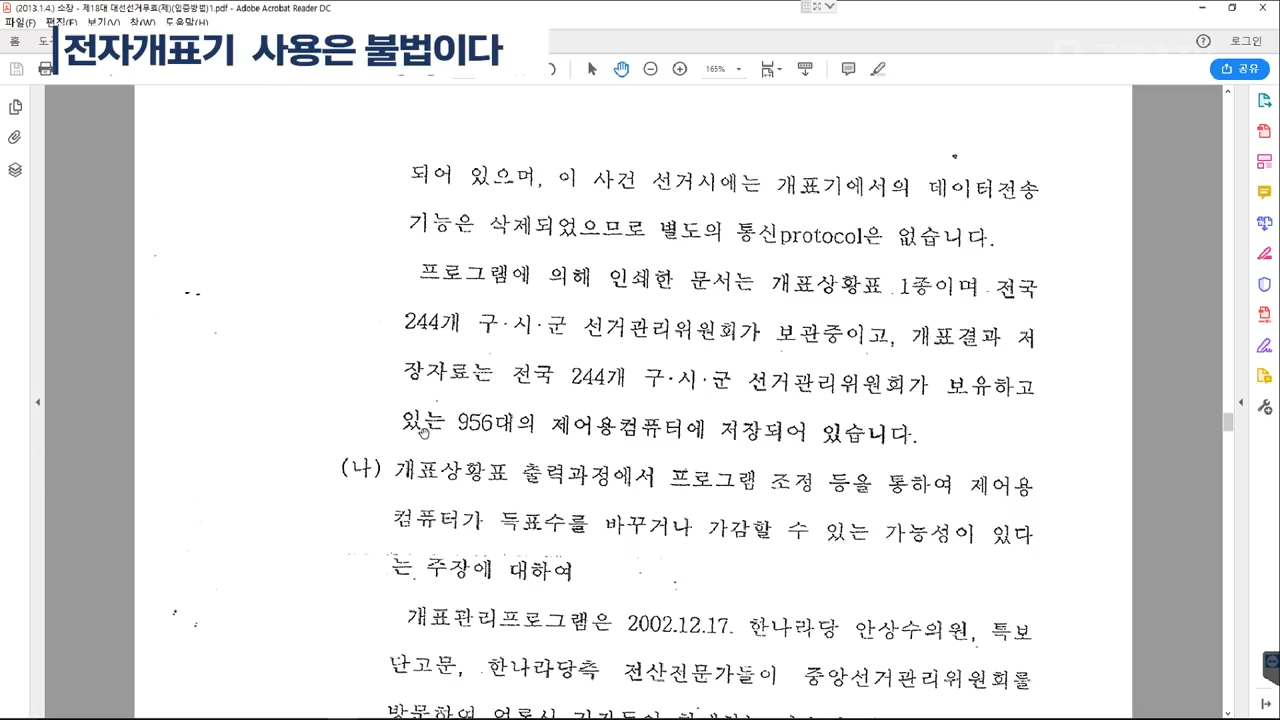 (2013.1.4.) 소장 - 제18대 대선선거무효(제)(입증방법)1.pdf - Adobe Acrobat Reader DC
파일(F) 편집(E) 보기(V) 창(W) 도움말(H)
홈 로그인
전자개표기 사용은 불법이다
165% 공유
되어 있으며, 이 사건 선거시에는 개표기에서의 데이터전송
기능은 삭제되었으므로 별도의 통신protocol은 없습니다.
프로그램에 의해 인쇄한 문서는 개표상황표 1종이며 전국
244개 구·시·군 선거관리위원회가 보관중이고, 개표결과 저
장자료는 전국 244개 구·시·군 선거관리위원회가 보유하고
있는 956대의 제어용컴퓨터에 저장되어 있습니다.
(나) 개표상황표 출력과정에서 프로그램 조정 등을 통하여 제어용
컴퓨터가 득표수를 바꾸거나 가감할 수 있는 가능성이 있다
는 주장에 대하여
개표관리프로그램은 2002.12.17. 한나라당 안상수의원, 특보
단고문, 한나라당측 전산전문가들이 중앙선거관리위원회를
방문하여